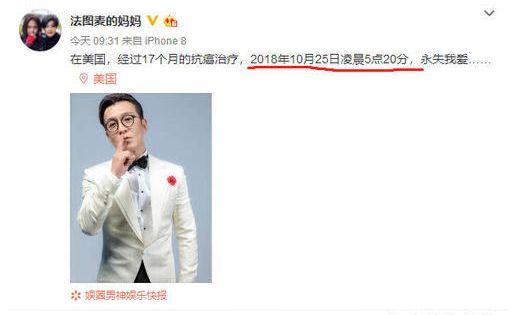 法图麦的妈妈
今天 09:31 来自 iPhone 8
在美国，经过17个月的抗癌治疗，2018年10月25日凌晨5点20分，永失我爱……
美国
娱圈男神娱乐快报